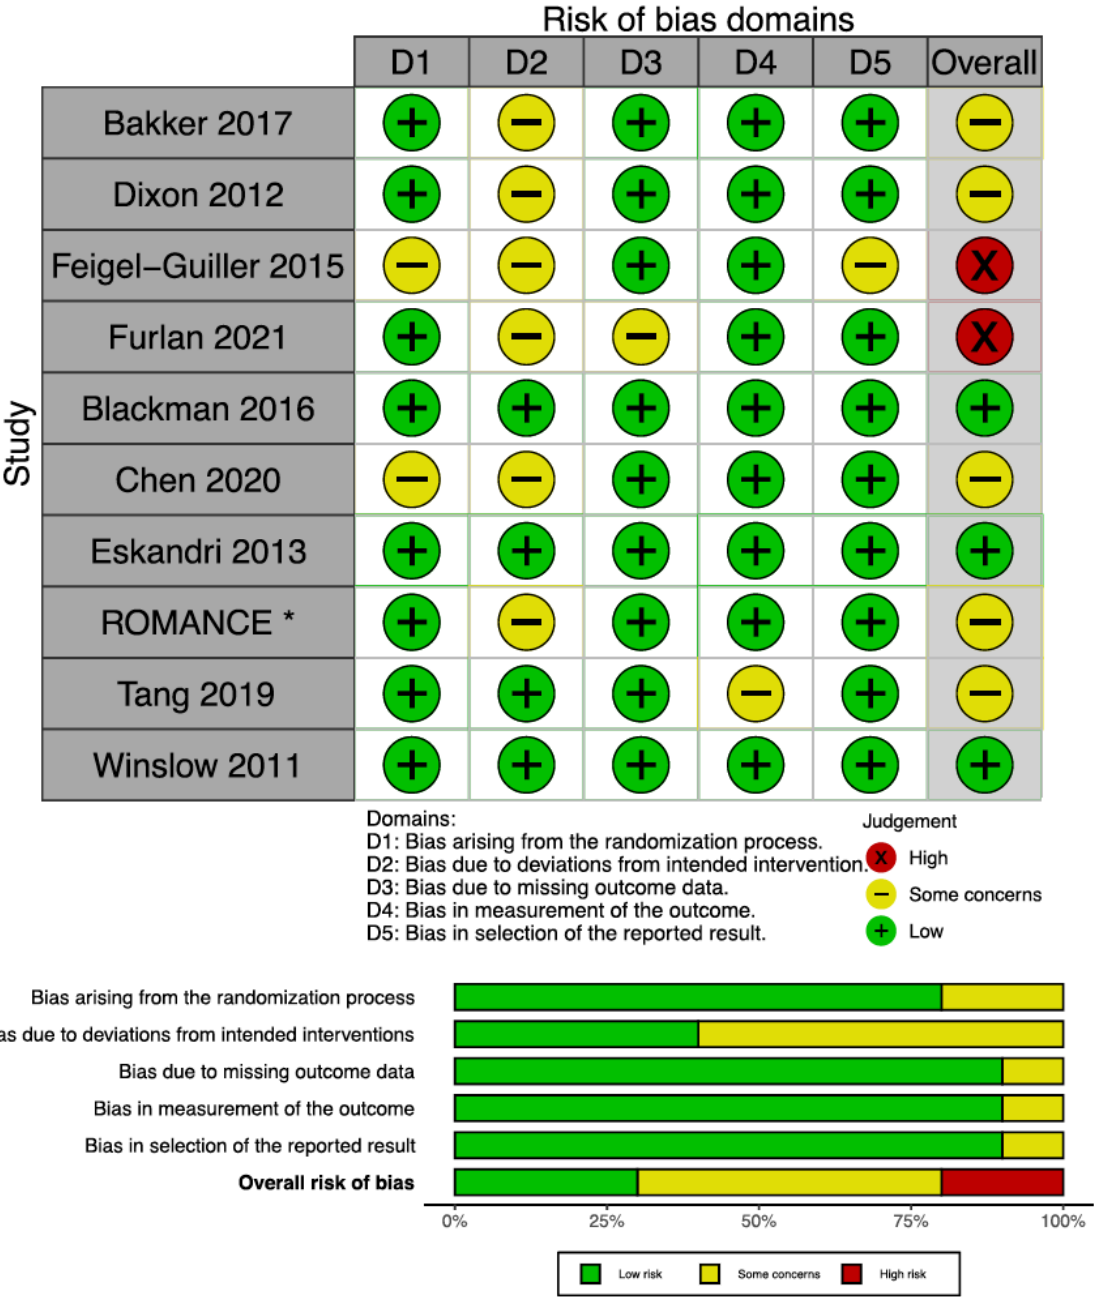 Risk of bias domains
D1 D2 D3 D4 D5 Overall
Study
Bakker 2017 + − + + + −
Dixon 2012 + − + + + −
Feigel−Guiller 2015 − − + + − X
Furlan 2021 + − − + + X
Blackman 2016 + + + + + +
Chen 2020 − − + + + −
Eskandri 2013 + + + + + +
ROMANCE * + − + + + −
Tang 2019 + + + − + −
Winslow 2011 + + + + + +
Domains:
D1: Bias arising from the randomization process.
D2: Bias due to deviations from intended intervention.
D3: Bias due to missing outcome data.
D4: Bias in measurement of the outcome.
D5: Bias in selection of the reported result.
Judgement
X High
− Some concerns
+ Low
Bias arising from the randomization process
as due to deviations from intended interventions
Bias due to missing outcome data
Bias in measurement of the outcome
Bias in selection of the reported result
Overall risk of bias
0% 25% 50% 75% 100%
Low risk Some concerns High risk